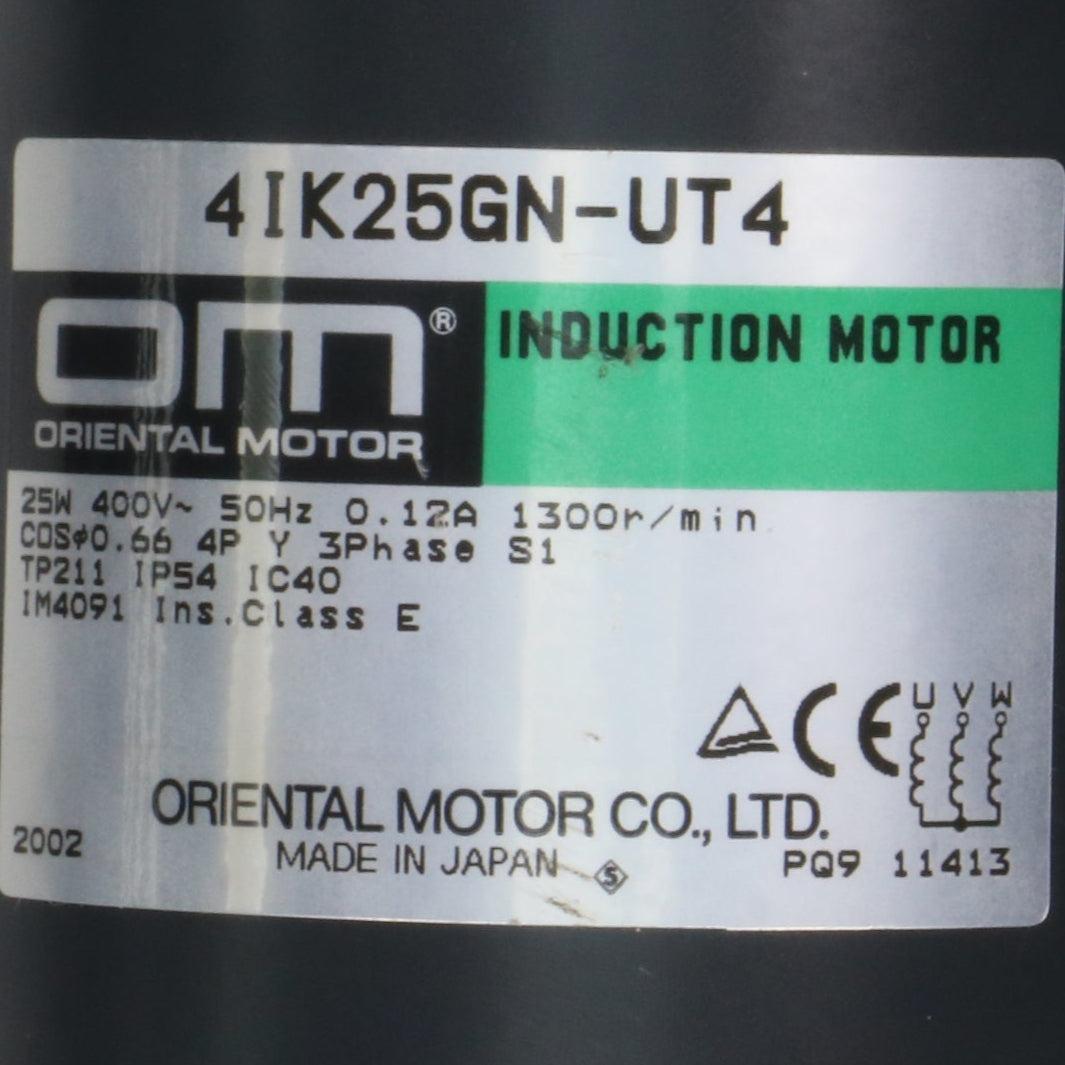 4IK25GN-UT4
om®
ORIENTAL MOTOR
INDUCTION MOTOR
25W 400V~ 50Hz 0.12A 1300r/min
COSφ0.66 4P Y 3Phase S1
TP211 IP54 IC40
IM4091 Ins.Class E
CE
U V W
ORIENTAL MOTOR CO., LTD.
2002
MADE IN JAPAN
S
PQ9 11413